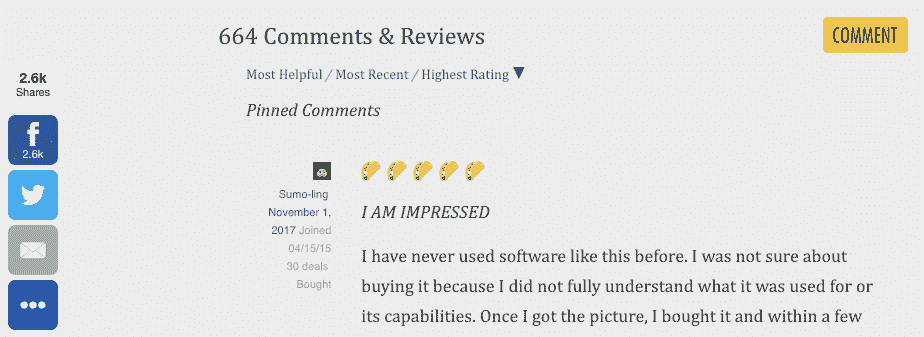 664 Comments & Reviews
COMMENT
2.6k
Shares
Most Helpful / Most Recent / Highest Rating ▼
Pinned Comments
f
2.6k
Sumo-ling
November 1,
2017 Joined
04/15/15
30 deals
Bought
I AM IMPRESSED
I have never used software like this before. I was not sure about
buying it because I did not fully understand what it was used for or
its capabilities. Once I got the picture, I bought it and within a few